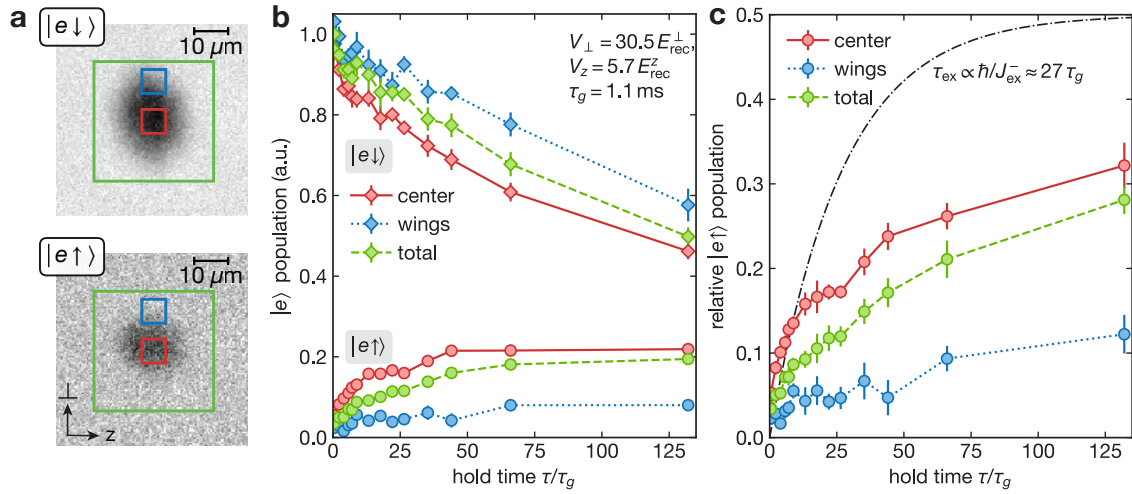 a
|e↓⟩
10 μm
|e↑⟩
10 μm
⊥
z
b
|e⟩ population (a.u.)
1.0
0.8
0.6
0.4
0.2
0.0
V⊥ = 30.5 E⊥rec,
Vz = 5.7 Ezrec
τg = 1.1 ms
|e↓⟩
center
wings
total
|e↑⟩
0 25 50 75 100 125
hold time τ/τg
c
relative |e↑⟩ population
0.5
0.4
0.3
0.2
0.1
0.0
center
wings
total
τex ∝ ℏ/J−ex ≈ 27 τg
0 25 50 75 100 125
hold time τ/τg